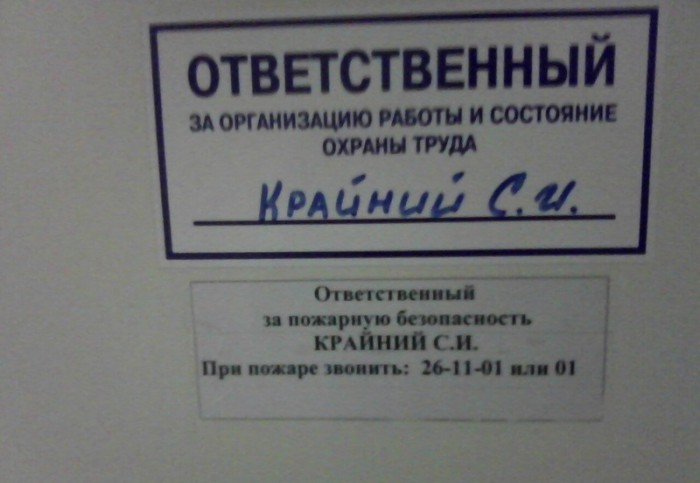 ОТВЕТСТВЕННЫЙ
ЗА ОРГАНИЗАЦИЮ РАБОТЫ И СОСТОЯНИЕ
ОХРАНЫ ТРУДА
КРАЙНИЙ С.И.
Ответственный
за пожарную безопасность
КРАЙНИЙ С.И.
При пожаре звонить: 26-11-01 или 01